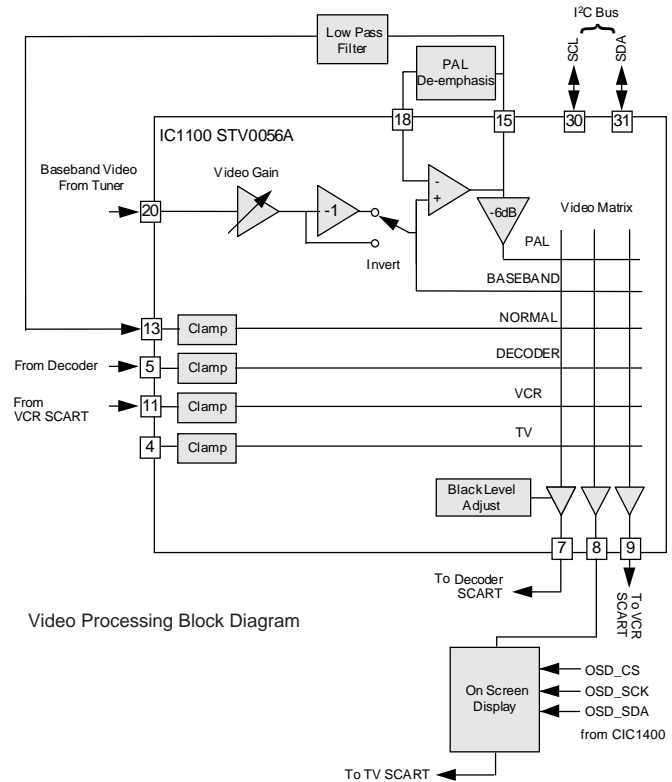 I²C Bus
SCL
SDA
Low Pass
Filter
PAL
De-emphasis
18
15
30
31
IC1100 STV0056A
Baseband Video
From Tuner
Video Gain
20
-1
-
+
-6dB
Video Matrix
Invert
PAL
BASEBAND
NORMAL
13
Clamp
DECODER
From Decoder
5
Clamp
VCR
From
VCR SCART
11
Clamp
TV
4
Clamp
Black Level
Adjust
7
8
9
To Decoder
SCART
To VCR
SCART
Video Processing Block Diagram
On Screen
Display
OSD_CS
OSD_SCK
OSD_SDA
from CIC1400
To TV SCART